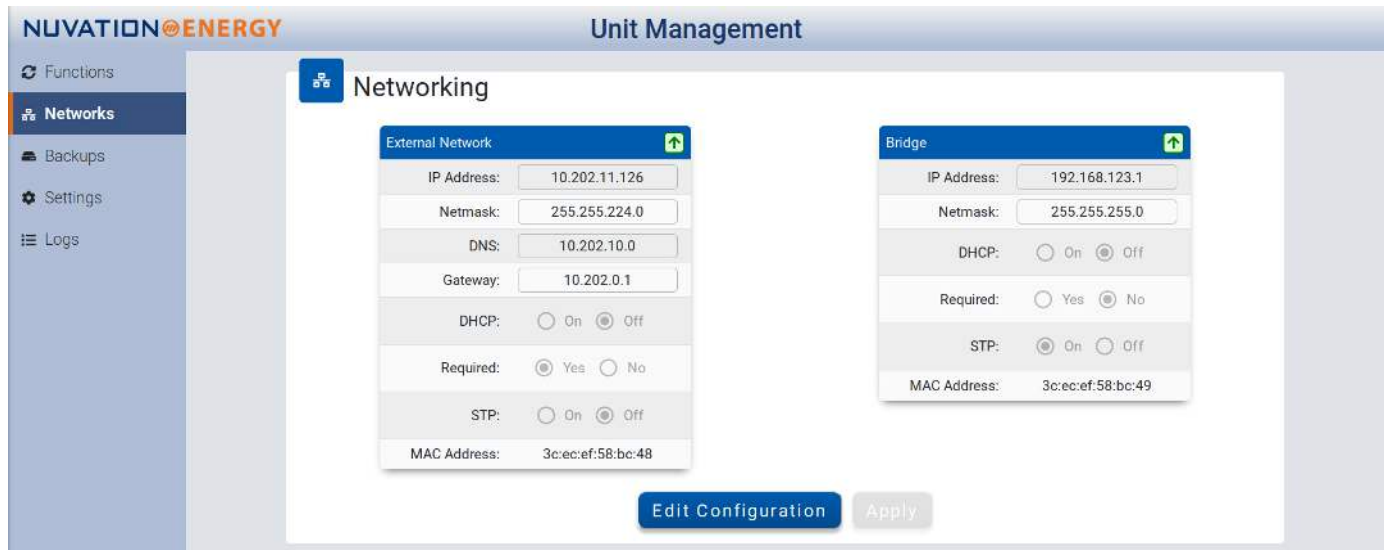 NUVATION ENERGY
Unit Management
Functions
Networks
Backups
Settings
Logs
Networking
External Network
IP Address: 10.202.11.126
Netmask: 255.255.224.0
DNS: 10.202.10.0
Gateway: 10.202.0.1
DHCP: On Off
Required: Yes No
STP: On Off
MAC Address: 3c:ec:ef:58:bc:48
Bridge
IP Address: 192.168.123.1
Netmask: 255.255.255.0
DHCP: On Off
Required: Yes No
STP: On Off
MAC Address: 3c:ec:ef:58:bc:49
Edit Configuration
Apply